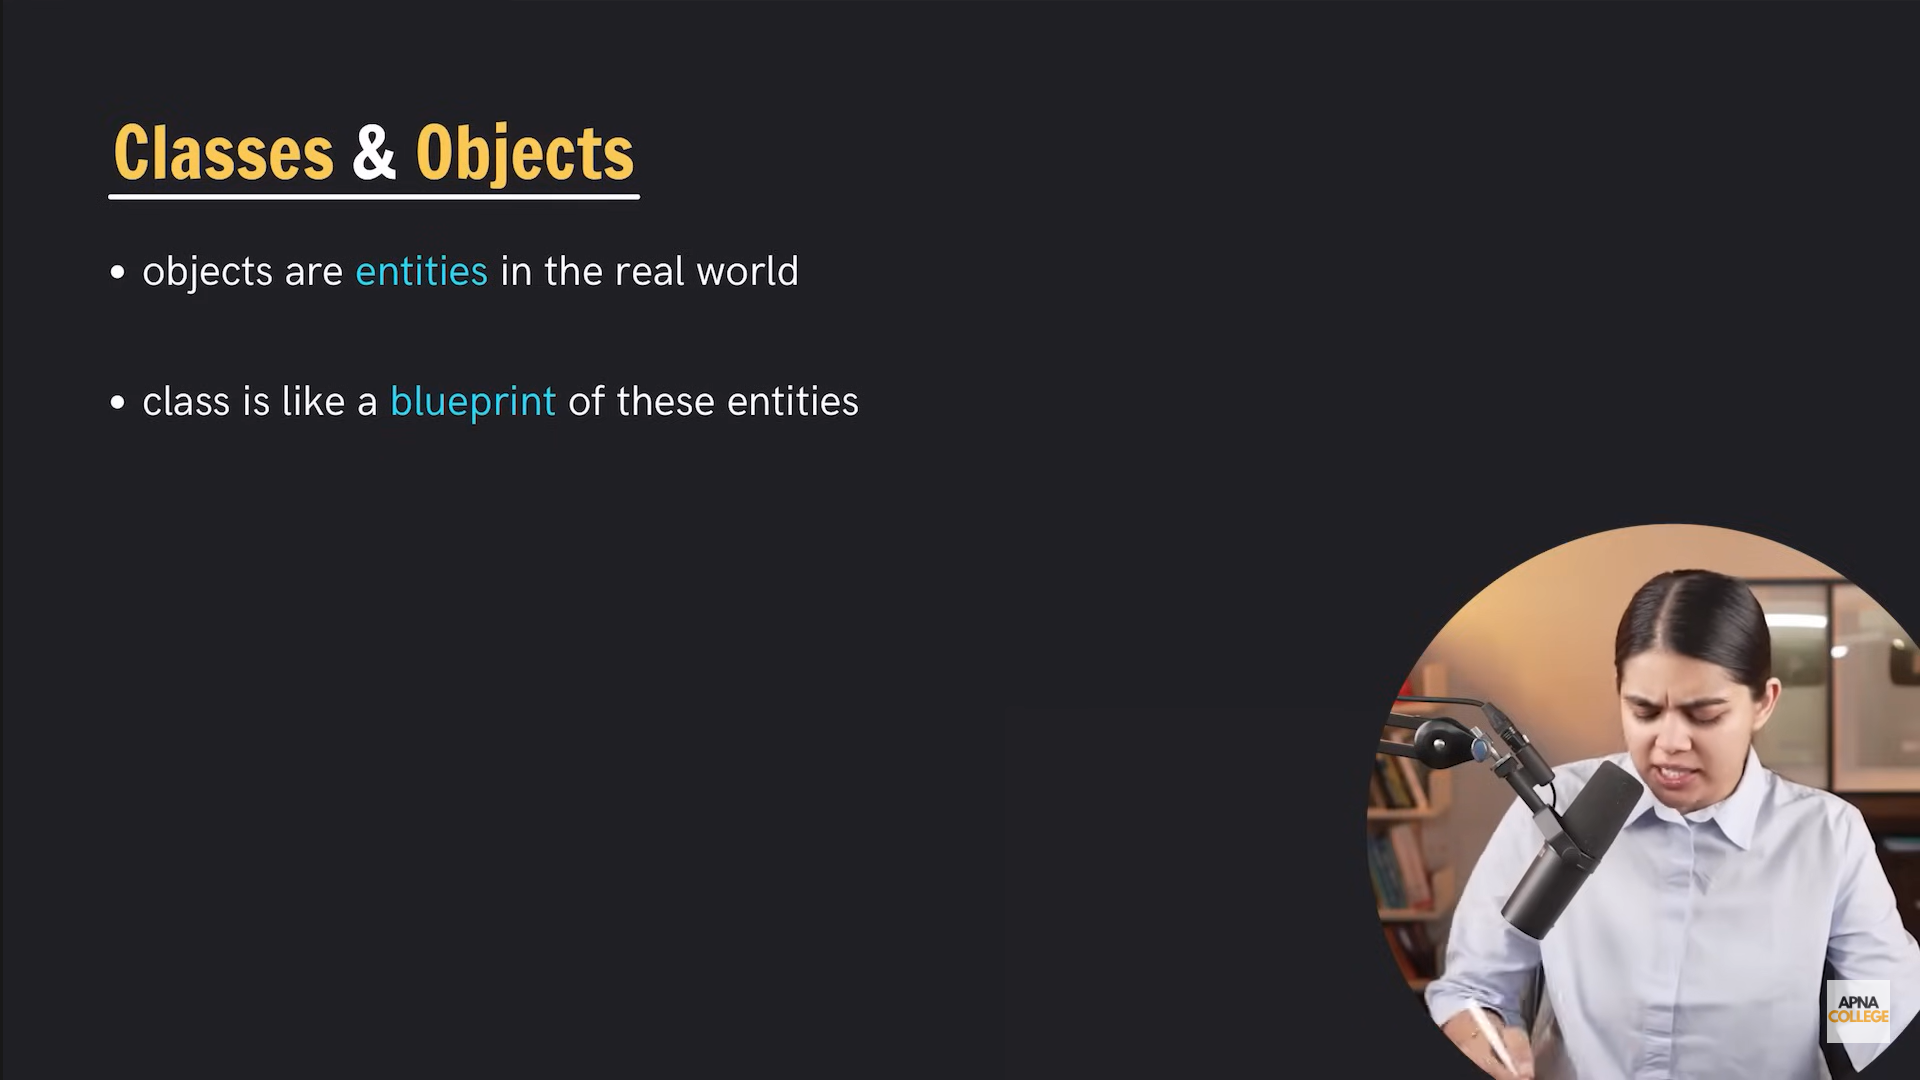 Classes & Objects
• objects are entities in the real world
• class is like a blueprint of these entities
APNA
COLLEGE